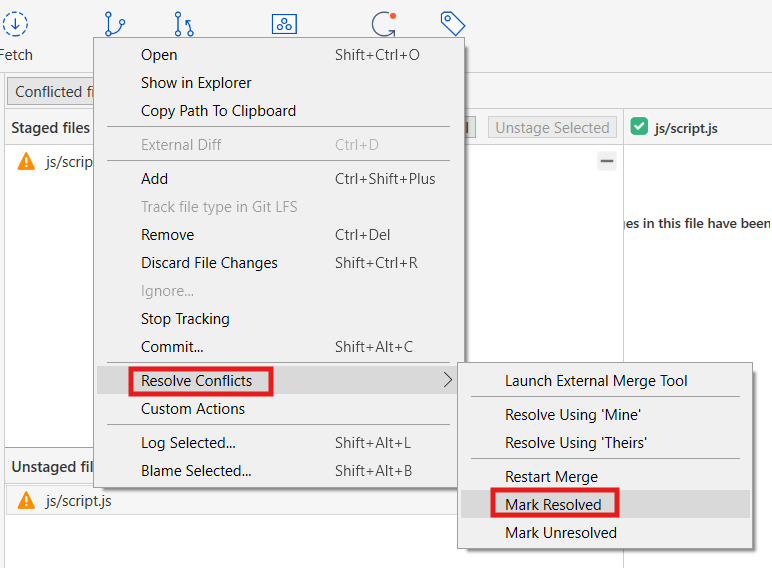 Fetch
Conflicted fi
Staged files
Unstage Selected
js/script.js
js/scrip
es in this file have been
Open Shift+Ctrl+O
Show in Explorer
Copy Path To Clipboard
External Diff Ctrl+D
Add Ctrl+Shift+Plus
Track file type in Git LFS
Remove Ctrl+Del
Discard File Changes Shift+Ctrl+R
Ignore...
Stop Tracking
Commit... Shift+Alt+C
Resolve Conflicts
Custom Actions
Log Selected... Shift+Alt+L
Blame Selected... Shift+Alt+B
Launch External Merge Tool
Resolve Using 'Mine'
Resolve Using 'Theirs'
Restart Merge
Mark Resolved
Mark Unresolved
Unstaged fil
js/script.js